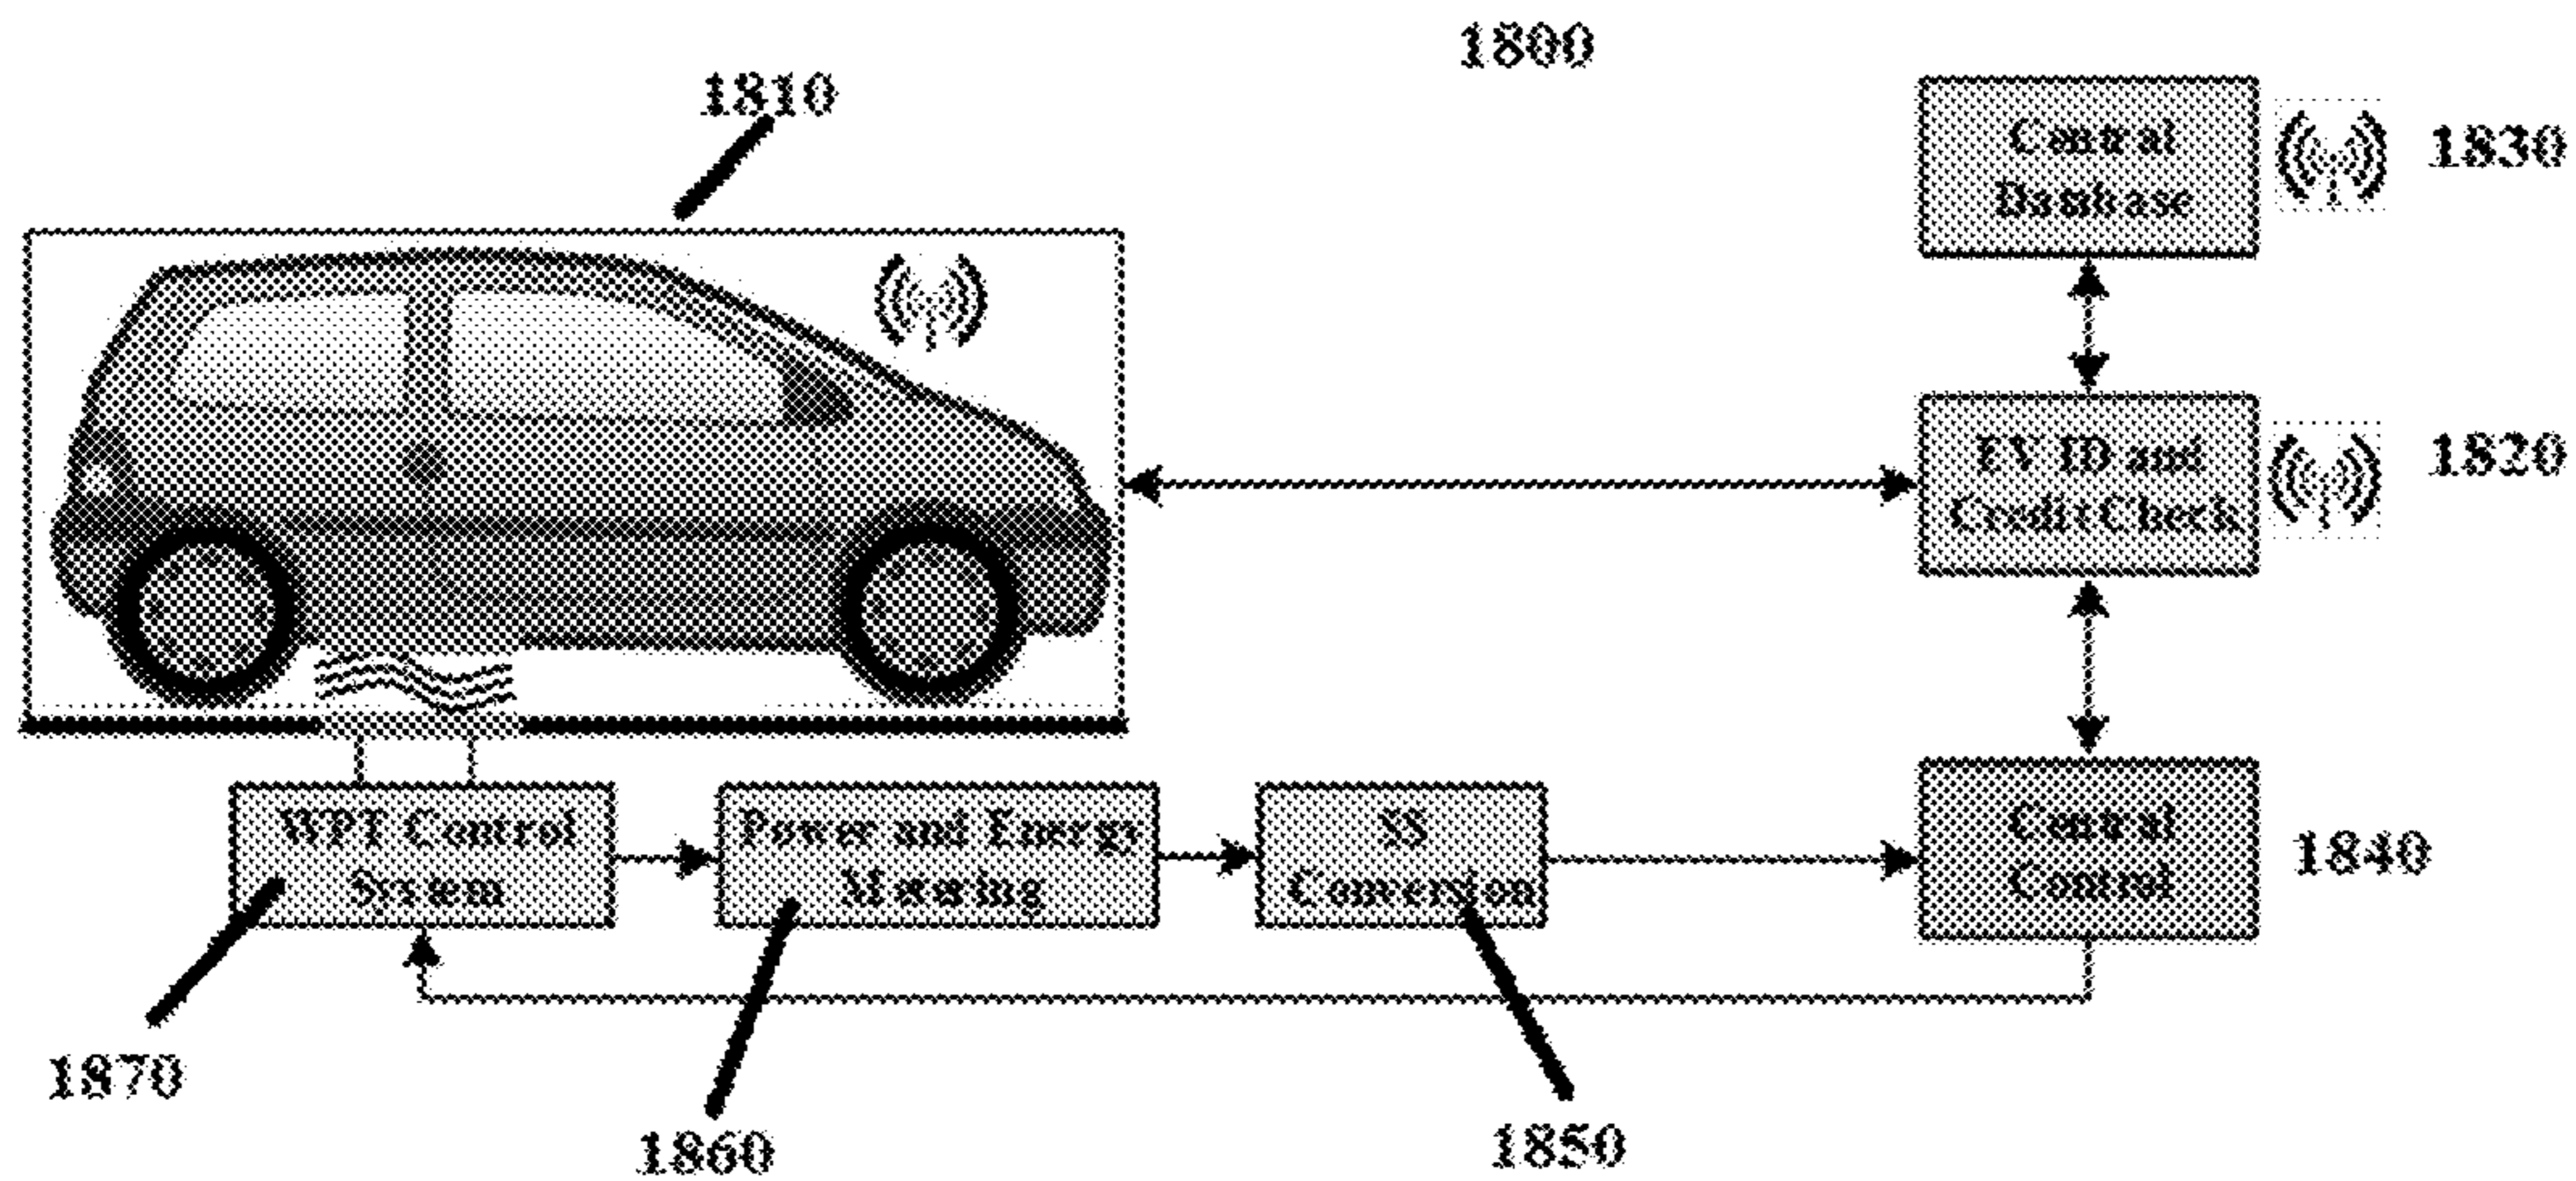 1800
1810
Central
Database
1830
EV ID and
Credit Check
1820
WPT Control
System
Power and Energy
SS
Conversion
Central
Control
1840
1870
1860
1850